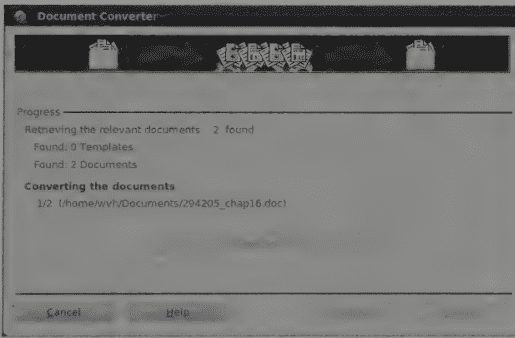 Document Converter
Progress
Retrieving the relevant documents 2 found
Found: 0 Templates
Found: 2 Documents
Converting the documents
1/2 (/home/wvh/Documents/294205_chap16.doc)
Cancel
Help